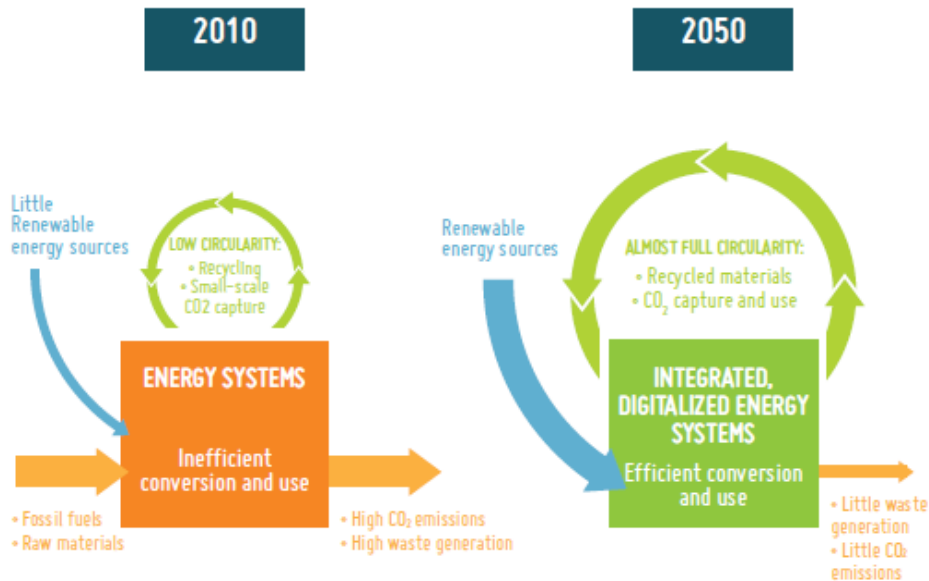 2010
Little
Renewable
energy sources
LOW CIRCULARITY:
• Recycling
• Small-scale
CO2 capture
ENERGY SYSTEMS
Inefficient
conversion and use
• Fossil fuels
• Raw materials
• High CO₂ emissions
• High waste generation
2050
Renewable
energy sources
ALMOST FULL CIRCULARITY:
• Recycled materials
• CO₂ capture and use
INTEGRATED,
DIGITALIZED ENERGY
SYSTEMS
Efficient conversion
and use
• Little waste
generation
• Little CO₂
emissions